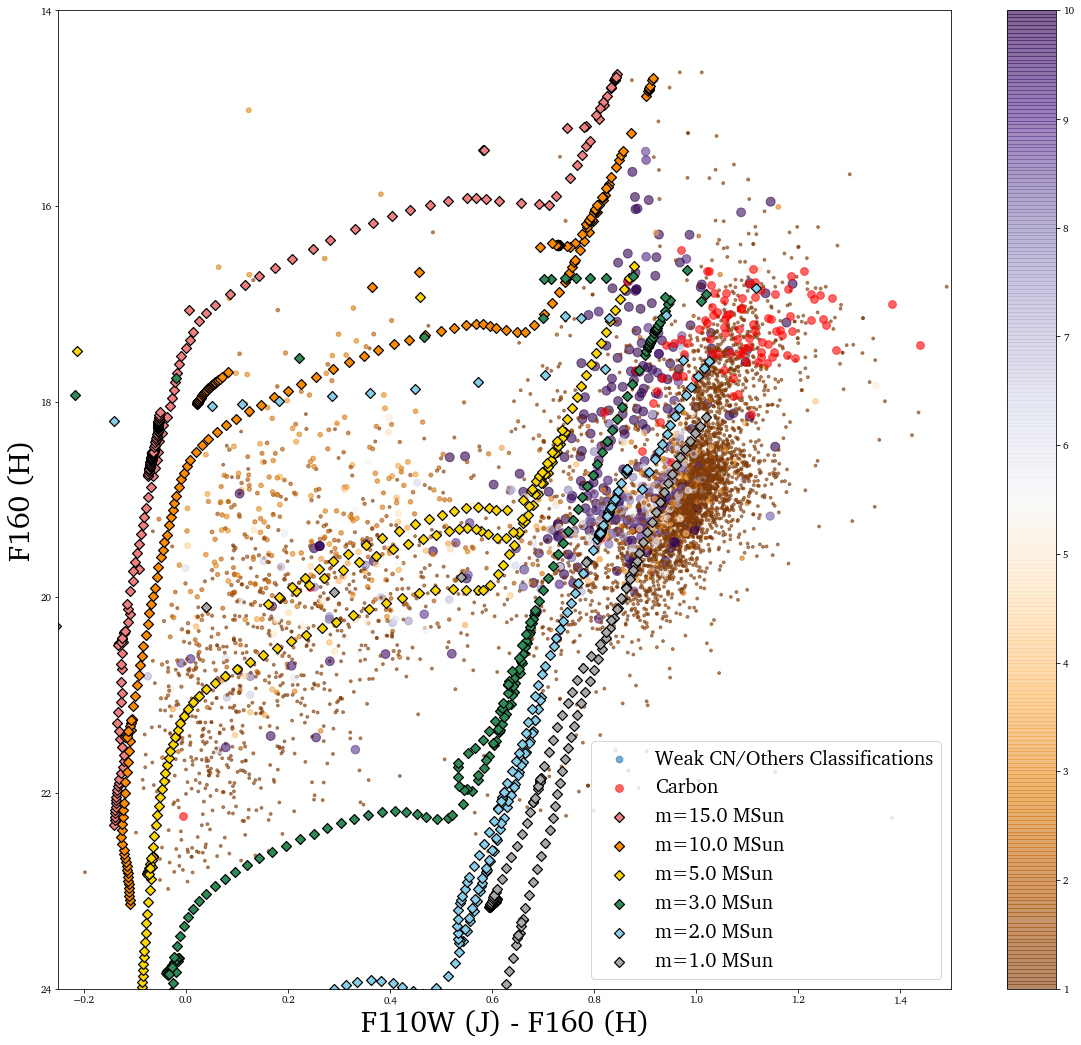 14
16
18
20
22
24
F160 (H)
−0.2
0.0
0.2
0.4
0.6
0.8
1.0
1.2
1.4
F110W (J) - F160 (H)
Weak CN/Others Classifications
Carbon
m=15.0 MSun
m=10.0 MSun
m=5.0 MSun
m=3.0 MSun
m=2.0 MSun
m=1.0 MSun
10
9
8
7
6
5
4
3
2
1